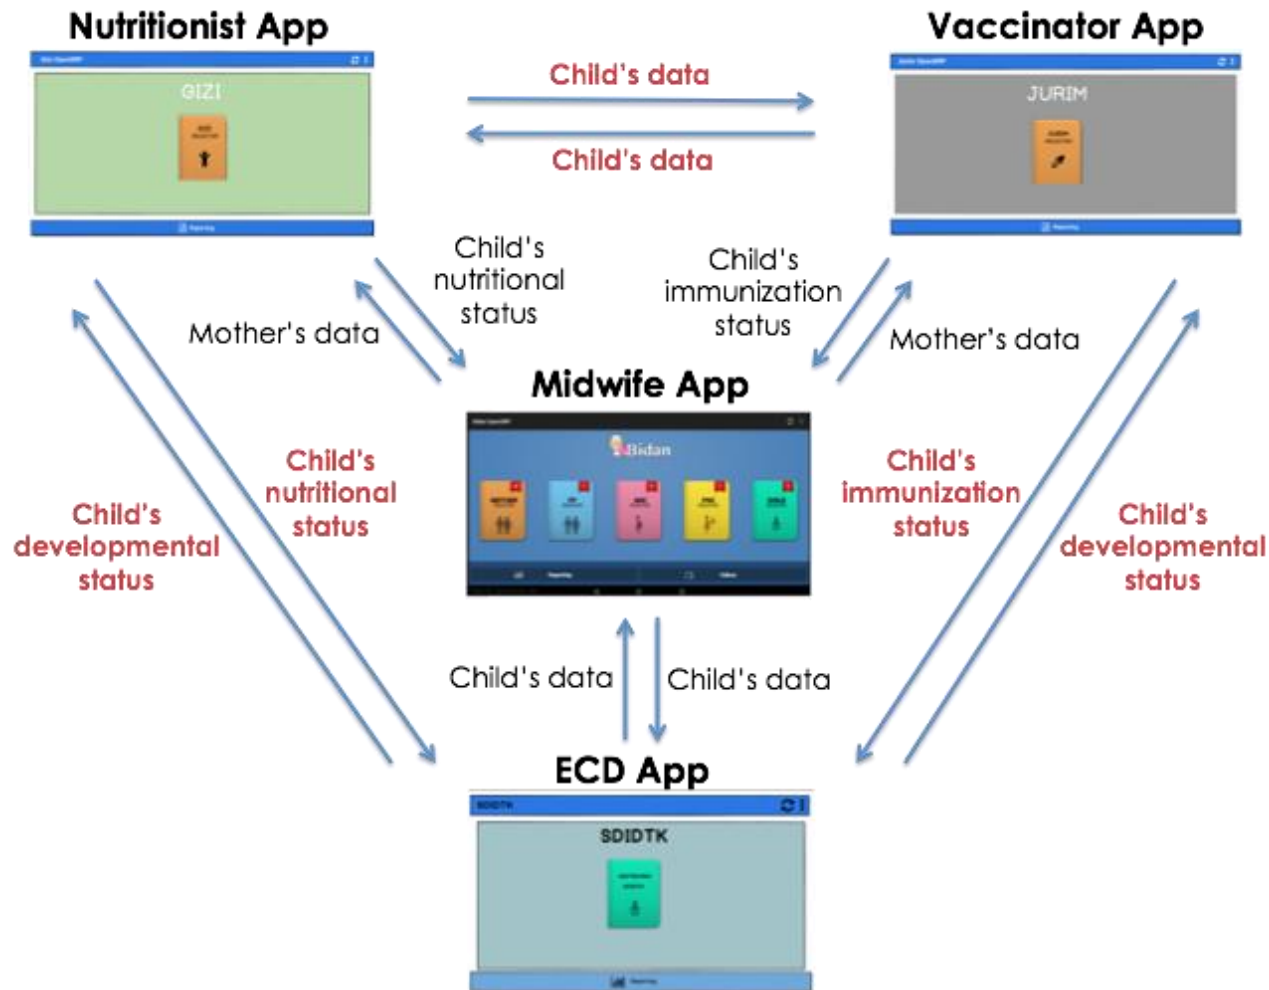 Nutritionist App
Vaccinator App
GIZI
JURIM
Child's data
Child's data
Child's
nutritional
status
Child's
immunization
status
Mother's data
Mother's data
Midwife App
Bidan
Child's
nutritional
status
Child's
immunization
status
Child's
developmental
status
Child's
developmental
status
Child's data
Child's data
ECD App
SDIDTK
SDIDTK